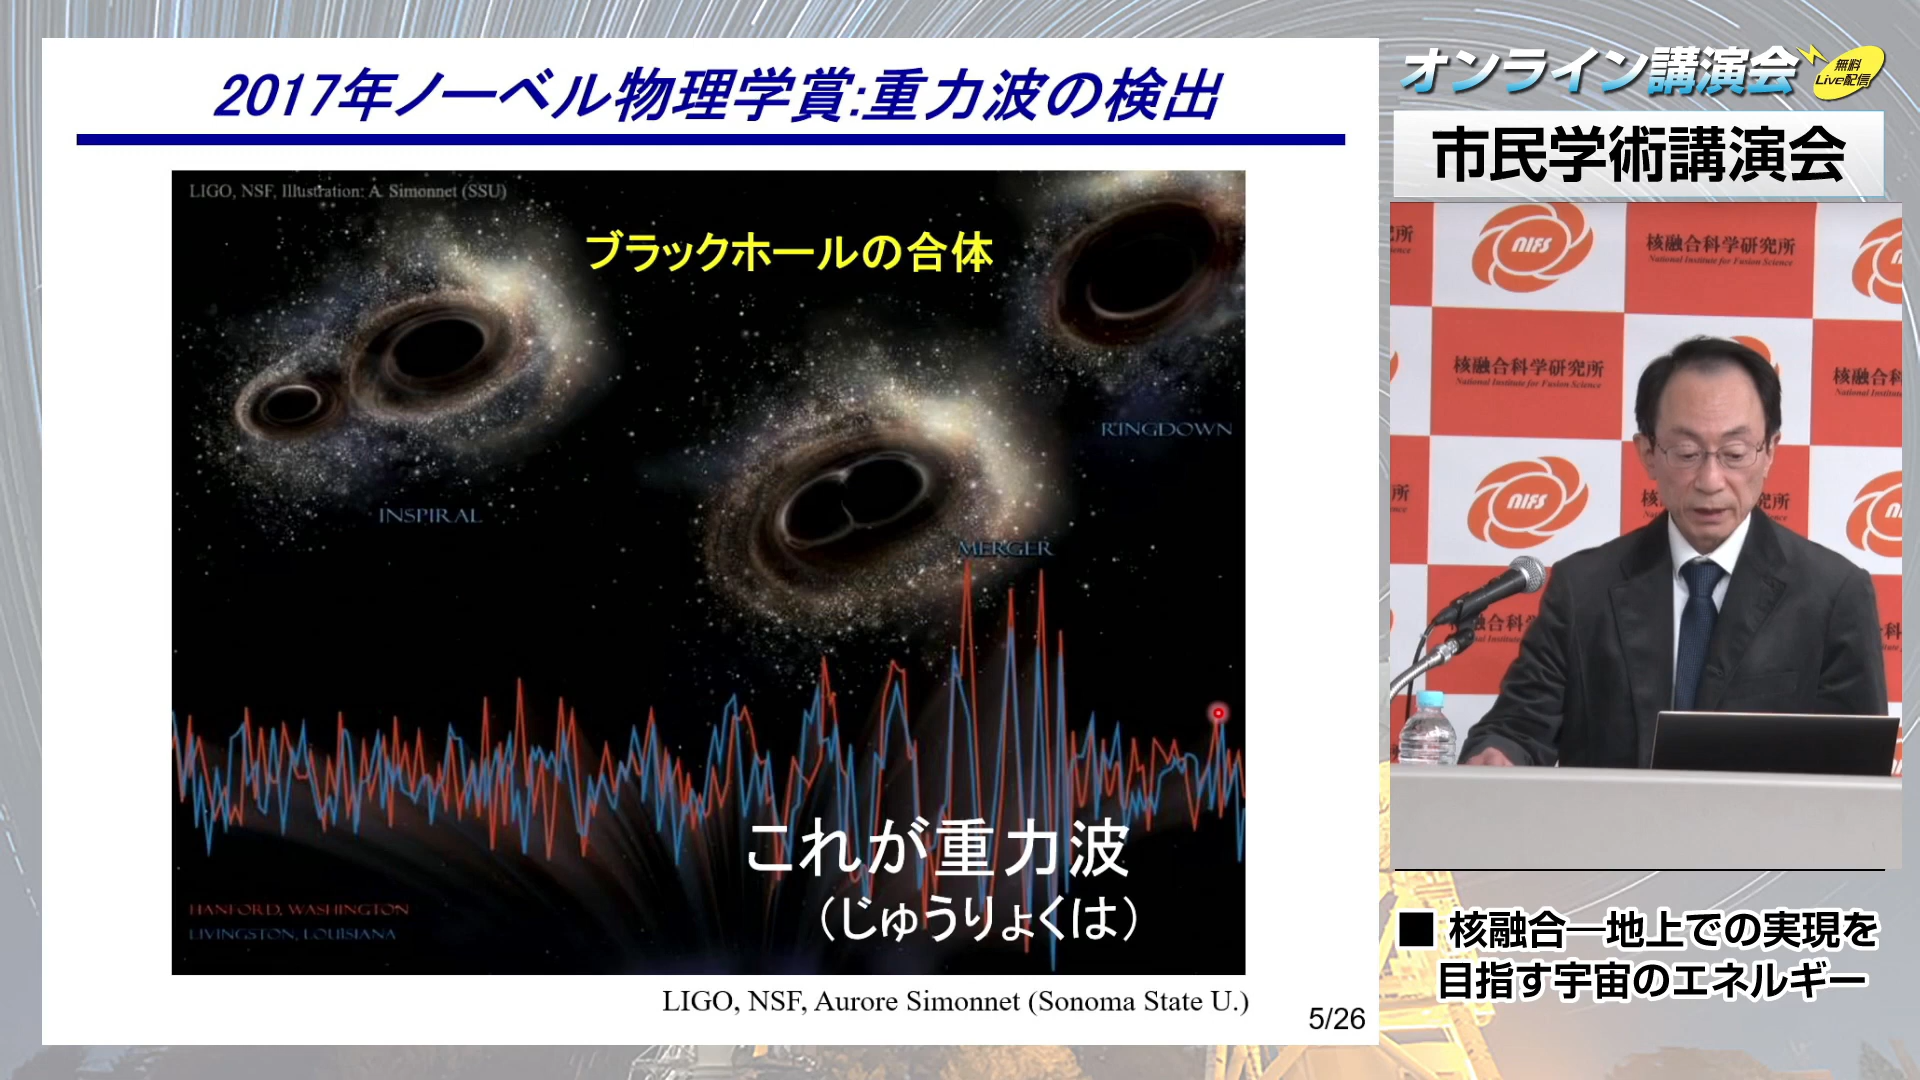 2017年ノーベル物理学賞:重力波の検出
LIGO, NSF, Illustration: A. Simonnet (SSU)
ブラックホールの合体
RINGDOWN
INSPIRAL
MERGER
これが重力波
（じゅうりょくは）
HANFORD, WASHINGTON
LIVINGSTON, LOUISIANA
LIGO, NSF, Aurore Simonnet (Sonoma State U.)
5/26
オンライン講演会
無料
Live配信
市民学術講演会
NIFS
核融合科学研究所
National Institute for Fusion Science
核融合科学研究所
National Institute for Fusion Science
NIFS
■ 核融合―地上での実現を
目指す宇宙のエネルギー